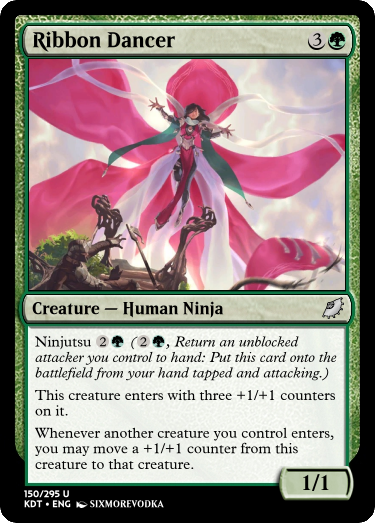 Ribbon Dancer 3
Creature — Human Ninja
Ninjutsu 2 (2, Return an unblocked
attacker you control to hand: Put this card onto the
battlefield from your hand tapped and attacking.)
This creature enters with three +1/+1 counters
on it.
Whenever another creature you control enters,
you may move a +1/+1 counter from this
creature to that creature.
1/1
150/295 U
KDT • ENG SIXMOREVODKA